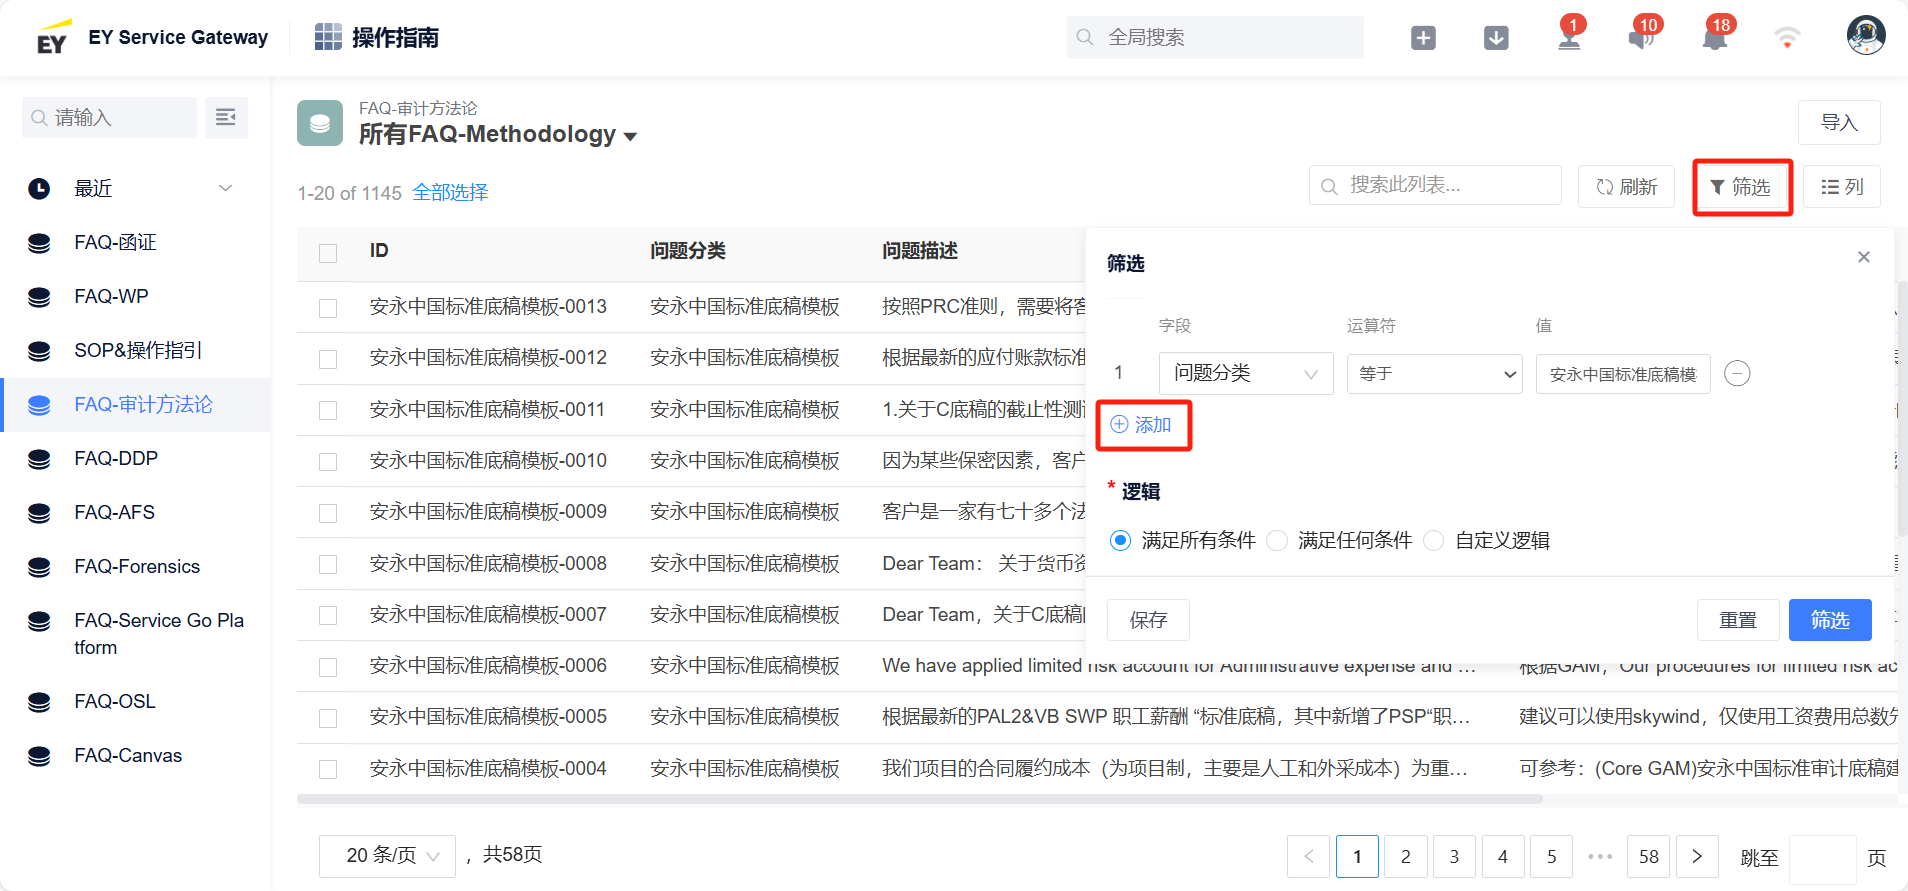 EY
EY Service Gateway
操作指南
全局搜索
1
10
18
请输入
最近
FAQ-函证
FAQ-WP
SOP&操作指引
FAQ-审计方法论
FAQ-DDP
FAQ-AFS
FAQ-Forensics
FAQ-Service Go Pla
tform
FAQ-OSL
FAQ-Canvas
FAQ-审计方法论
所有FAQ-Methodology
导入
1-20 of 1145 全部选择
搜索此列表...
刷新
筛选
列
ID 问题分类 问题描述
安永中国标准底稿模板-0013 安永中国标准底稿模板 按照PRC准则，需要将客
安永中国标准底稿模板-0012 安永中国标准底稿模板 根据最新的应付账款标准
安永中国标准底稿模板-0011 安永中国标准底稿模板 1.关于C底稿的截止性测
安永中国标准底稿模板-0010 安永中国标准底稿模板 因为某些保密因素，客户
安永中国标准底稿模板-0009 安永中国标准底稿模板 客户是一家有七十多个法
安永中国标准底稿模板-0008 安永中国标准底稿模板 Dear Team： 关于货币资
安永中国标准底稿模板-0007 安永中国标准底稿模板 Dear Team，关于C底稿
安永中国标准底稿模板-0006 安永中国标准底稿模板 We have applied limited risk account for Administrative expense and ... 根据GAM，Our procedures for limited risk ac
安永中国标准底稿模板-0005 安永中国标准底稿模板 根据最新的PAL2&VB SWP 职工薪酬 “标准底稿，其中新增了PSP“职... 建议可以使用skywind，仅使用工资费用总数
安永中国标准底稿模板-0004 安永中国标准底稿模板 我们项目的合同履约成本（为项目制，主要是人工和外采成本）为重... 可参考：(Core GAM)安永中国标准审计底稿建
筛选
字段 运算符 值
1 问题分类 等于 安永中国标准底稿模
添加
* 逻辑
满足所有条件 满足任何条件 自定义逻辑
保存 重置 筛选
20 条/页 ，共58页
1 2 3 4 5 ••• 58 跳至 页